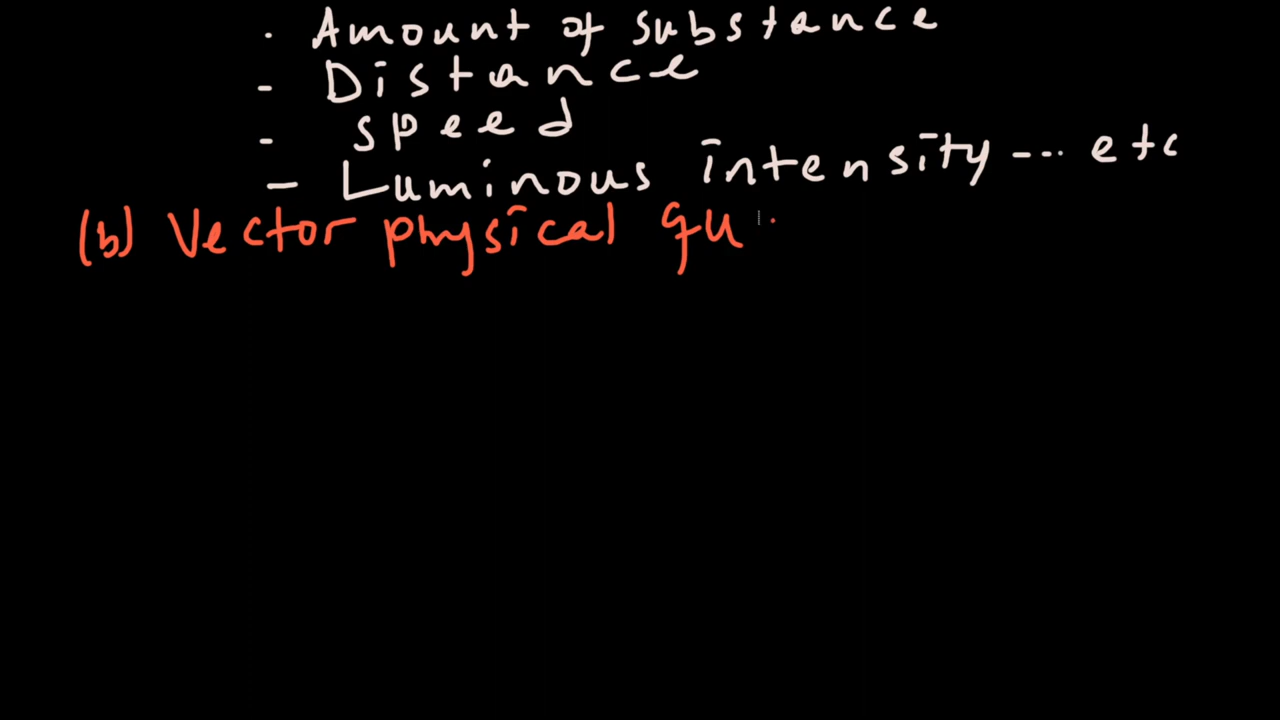 · Amount of substance
- Distance
- speed
- Luminous intensity --- etc
(b) Vector physical qu